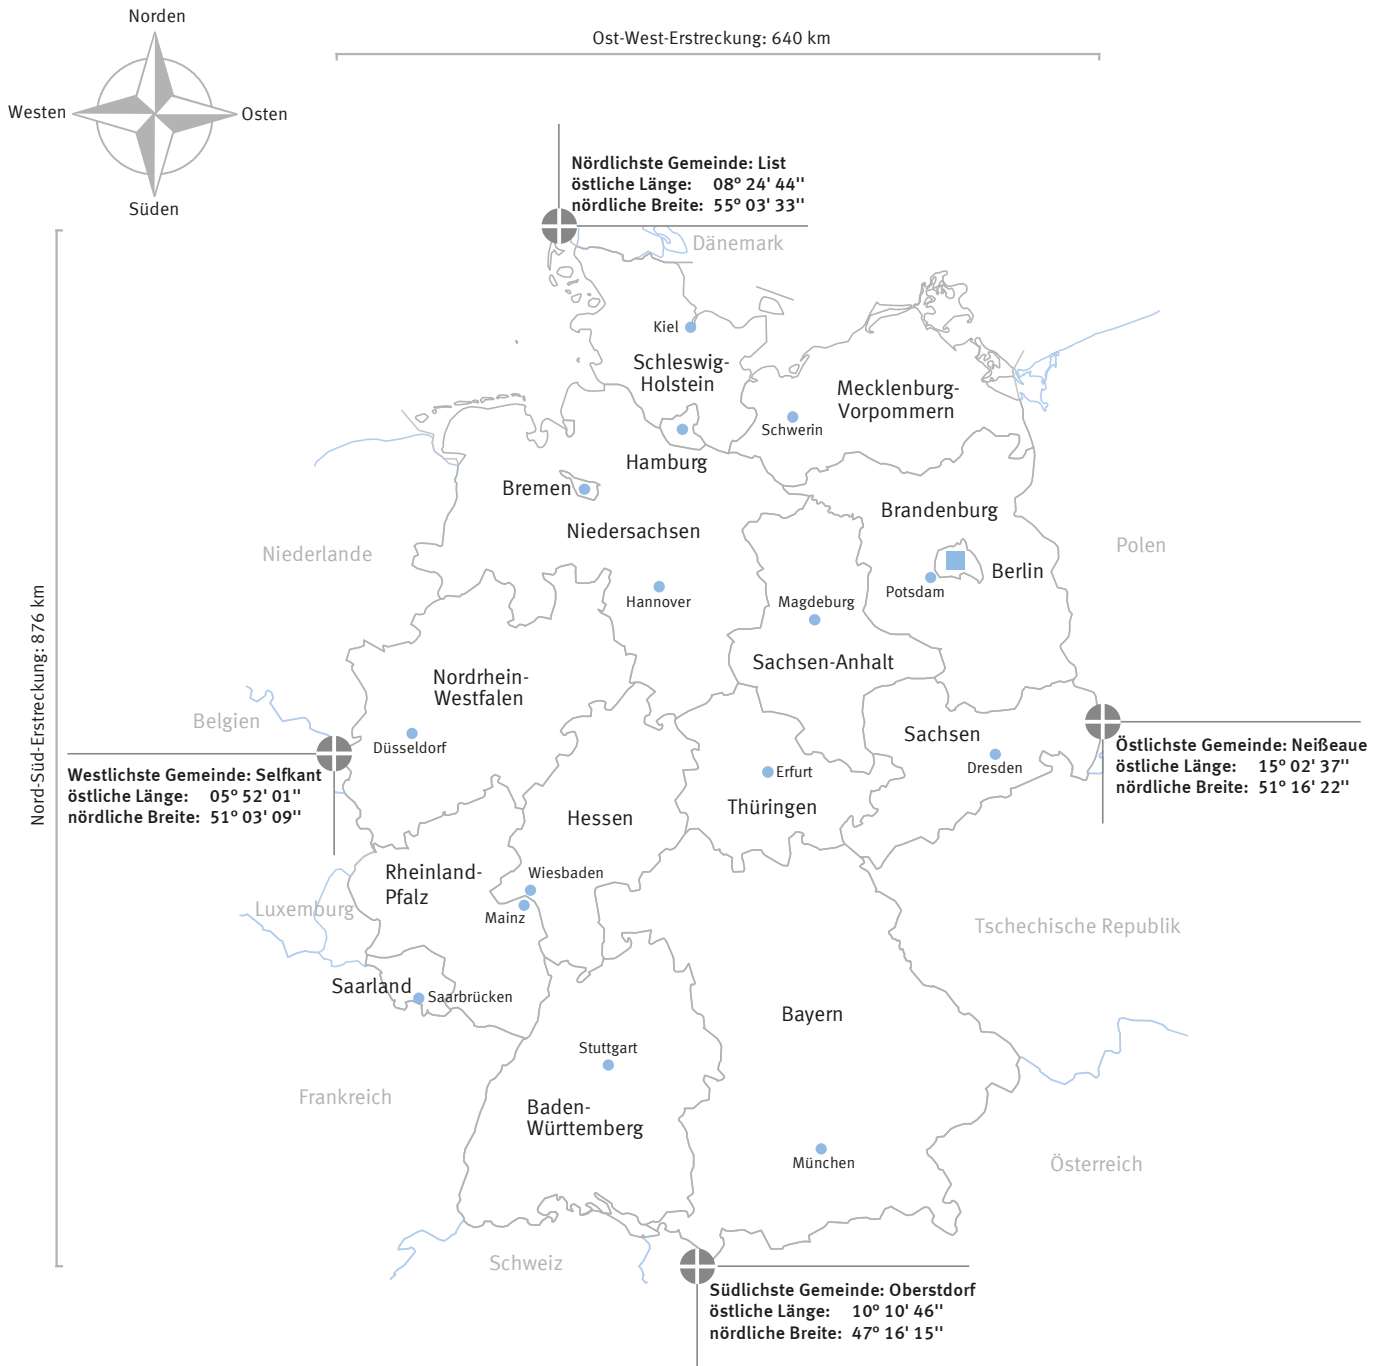 Norden
Westen
Osten
Süden
Ost-West-Erstreckung: 640 km
Nord-Süd-Erstreckung: 876 km
Nördlichste Gemeinde: List
östliche Länge: 08° 24' 44''
nördliche Breite: 55° 03' 33''
Dänemark
Kiel
Schleswig-
Holstein
Mecklenburg-
Vorpommern
Schwerin
Hamburg
Bremen
Niedersachsen
Brandenburg
Niederlande
Polen
Berlin
Potsdam
Hannover
Magdeburg
Sachsen-Anhalt
Nordrhein-
Westfalen
Belgien
Düsseldorf
Sachsen
Dresden
Westlichste Gemeinde: Selfkant
östliche Länge: 05° 52' 01''
nördliche Breite: 51° 03' 09''
Östlichste Gemeinde: Neißeaue
östliche Länge: 15° 02' 37''
nördliche Breite: 51° 16' 22''
Erfurt
Thüringen
Hessen
Rheinland-
Pfalz
Wiesbaden
Mainz
Luxemburg
Tschechische Republik
Saarland
Saarbrücken
Bayern
Stuttgart
Frankreich
Baden-
Württemberg
München
Österreich
Schweiz
Südlichste Gemeinde: Oberstdorf
östliche Länge: 10° 10' 46''
nördliche Breite: 47° 16' 15''